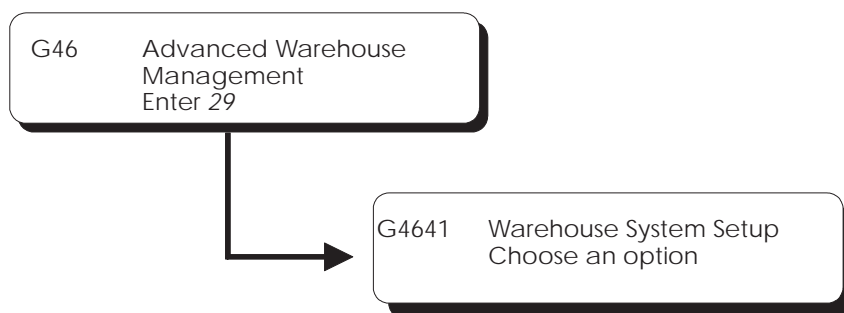 G46 Advanced Warehouse
Management
Enter 29
G4641 Warehouse System Setup
Choose an option